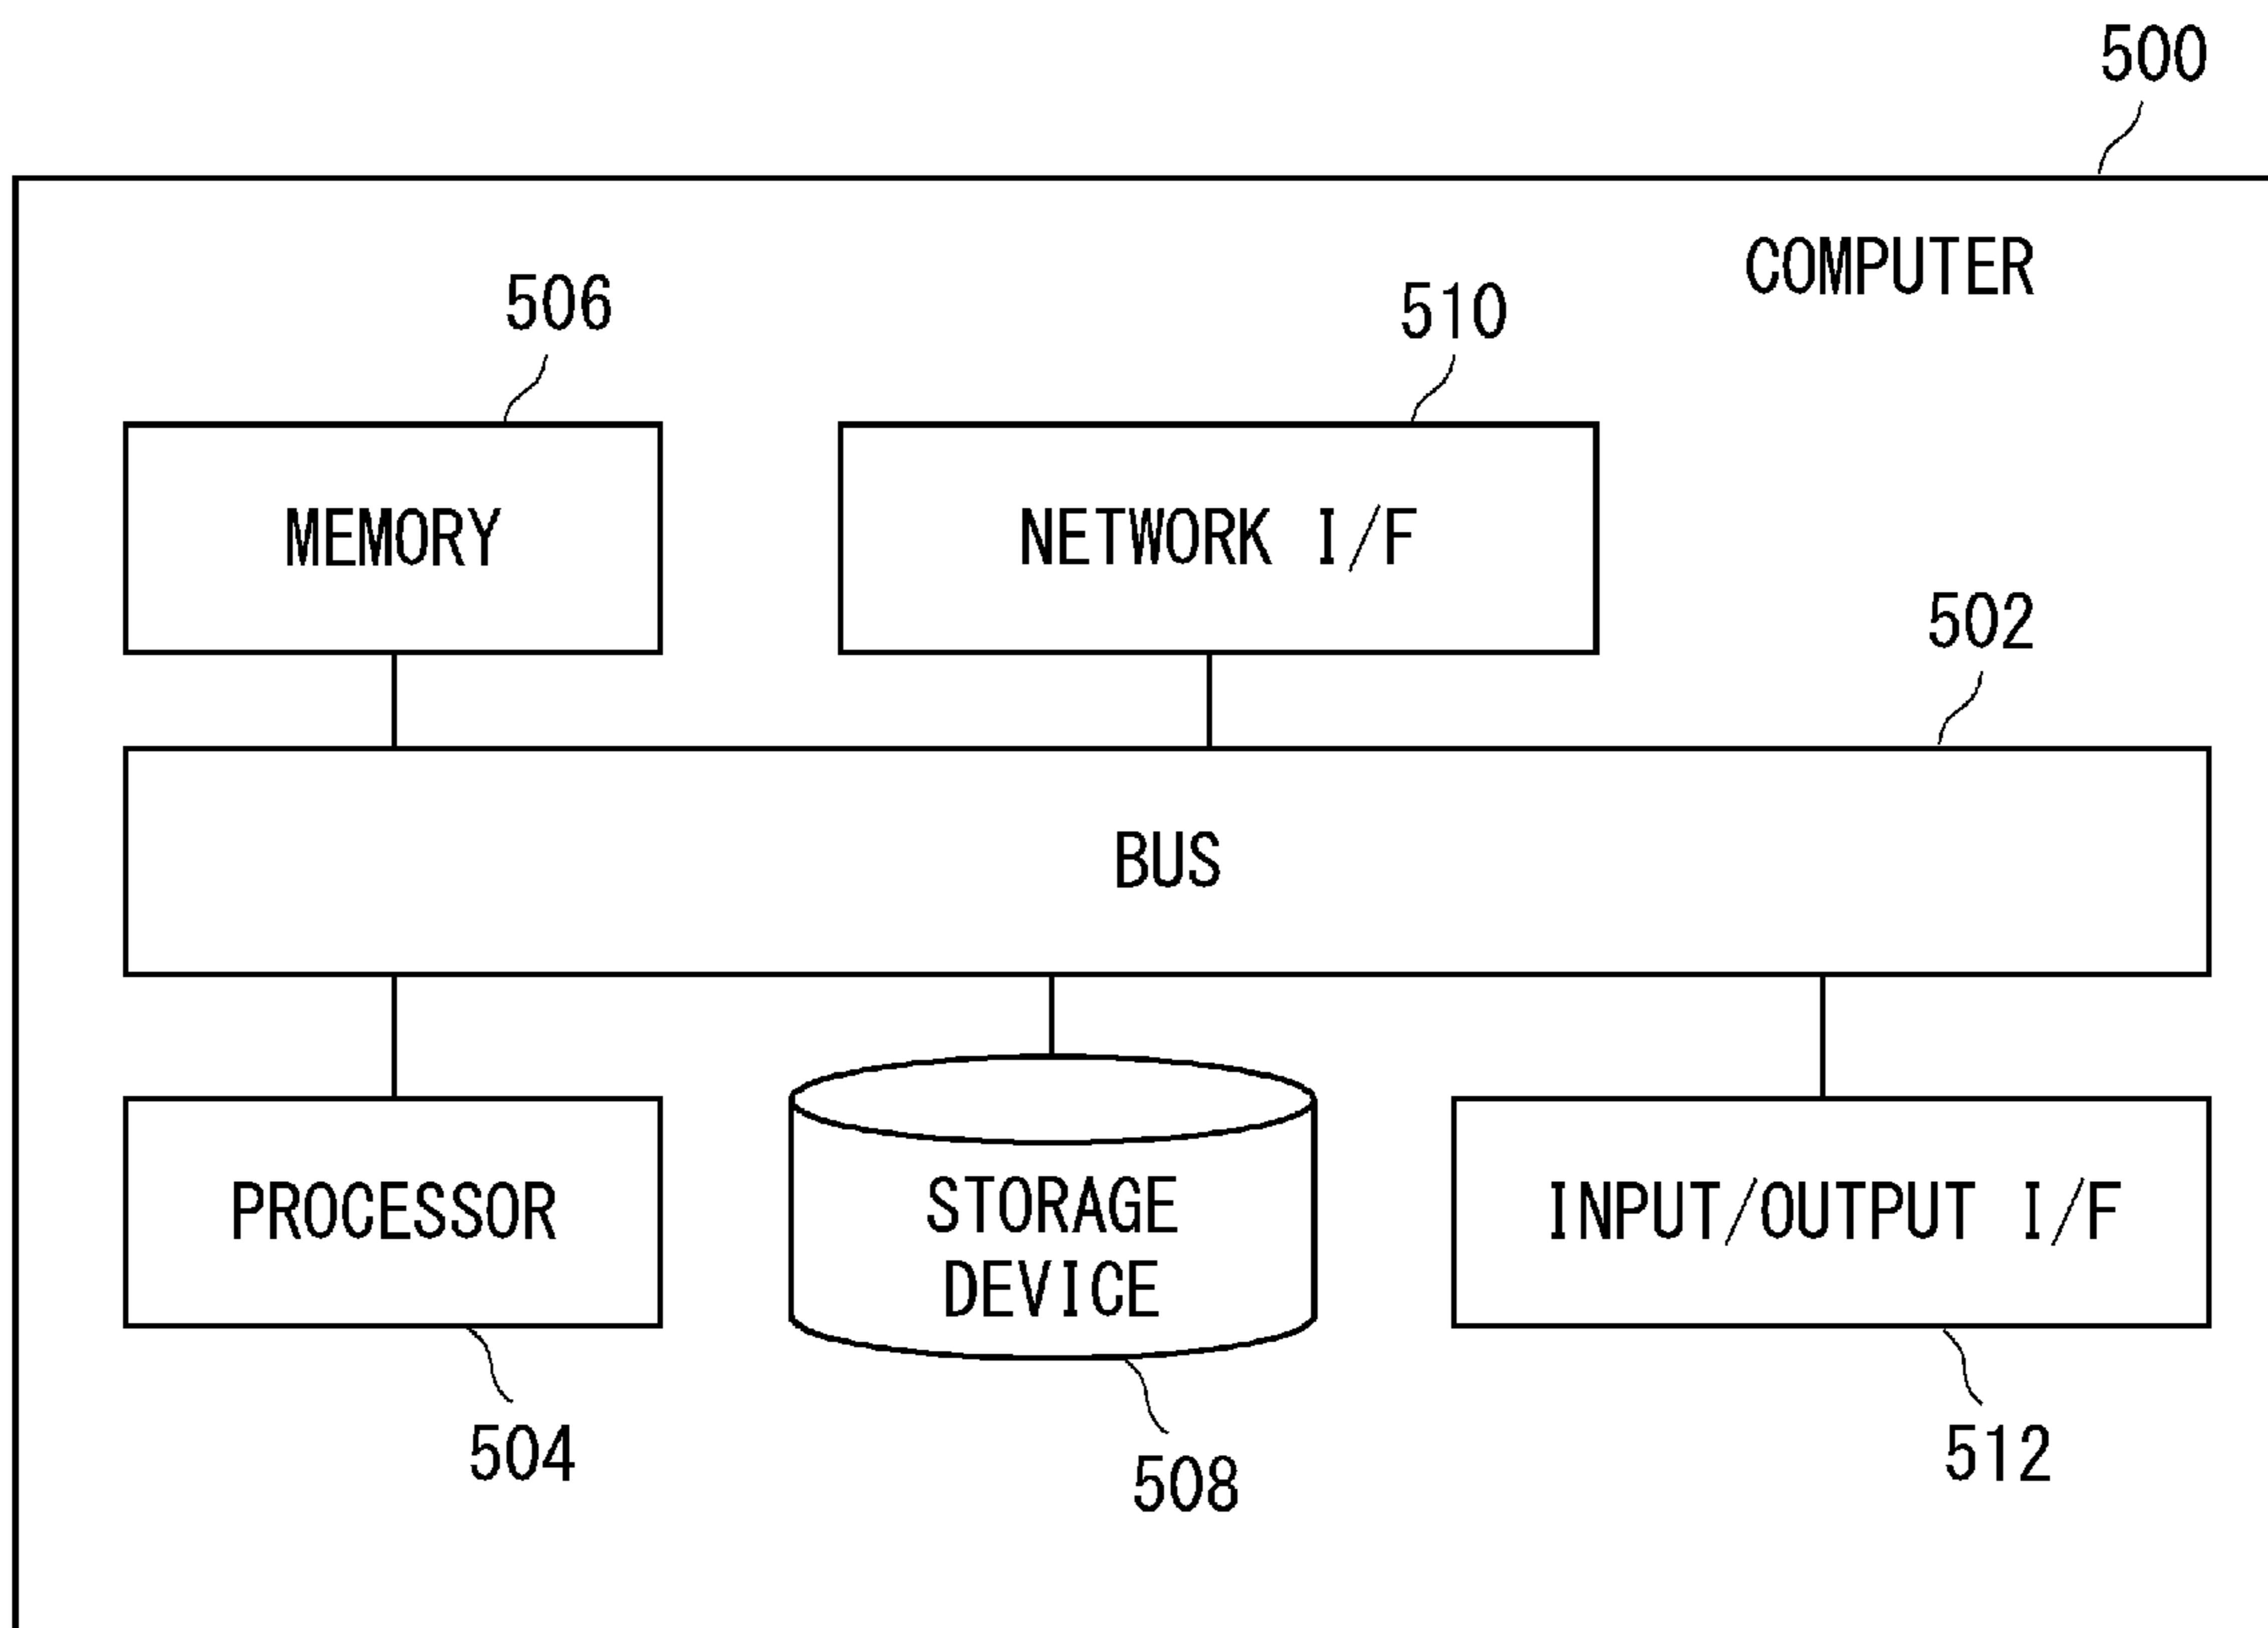 500
COMPUTER
506
510
MEMORY
NETWORK I/F
502
BUS
PROCESSOR
STORAGE
DEVICE
INPUT/OUTPUT I/F
504
508
512